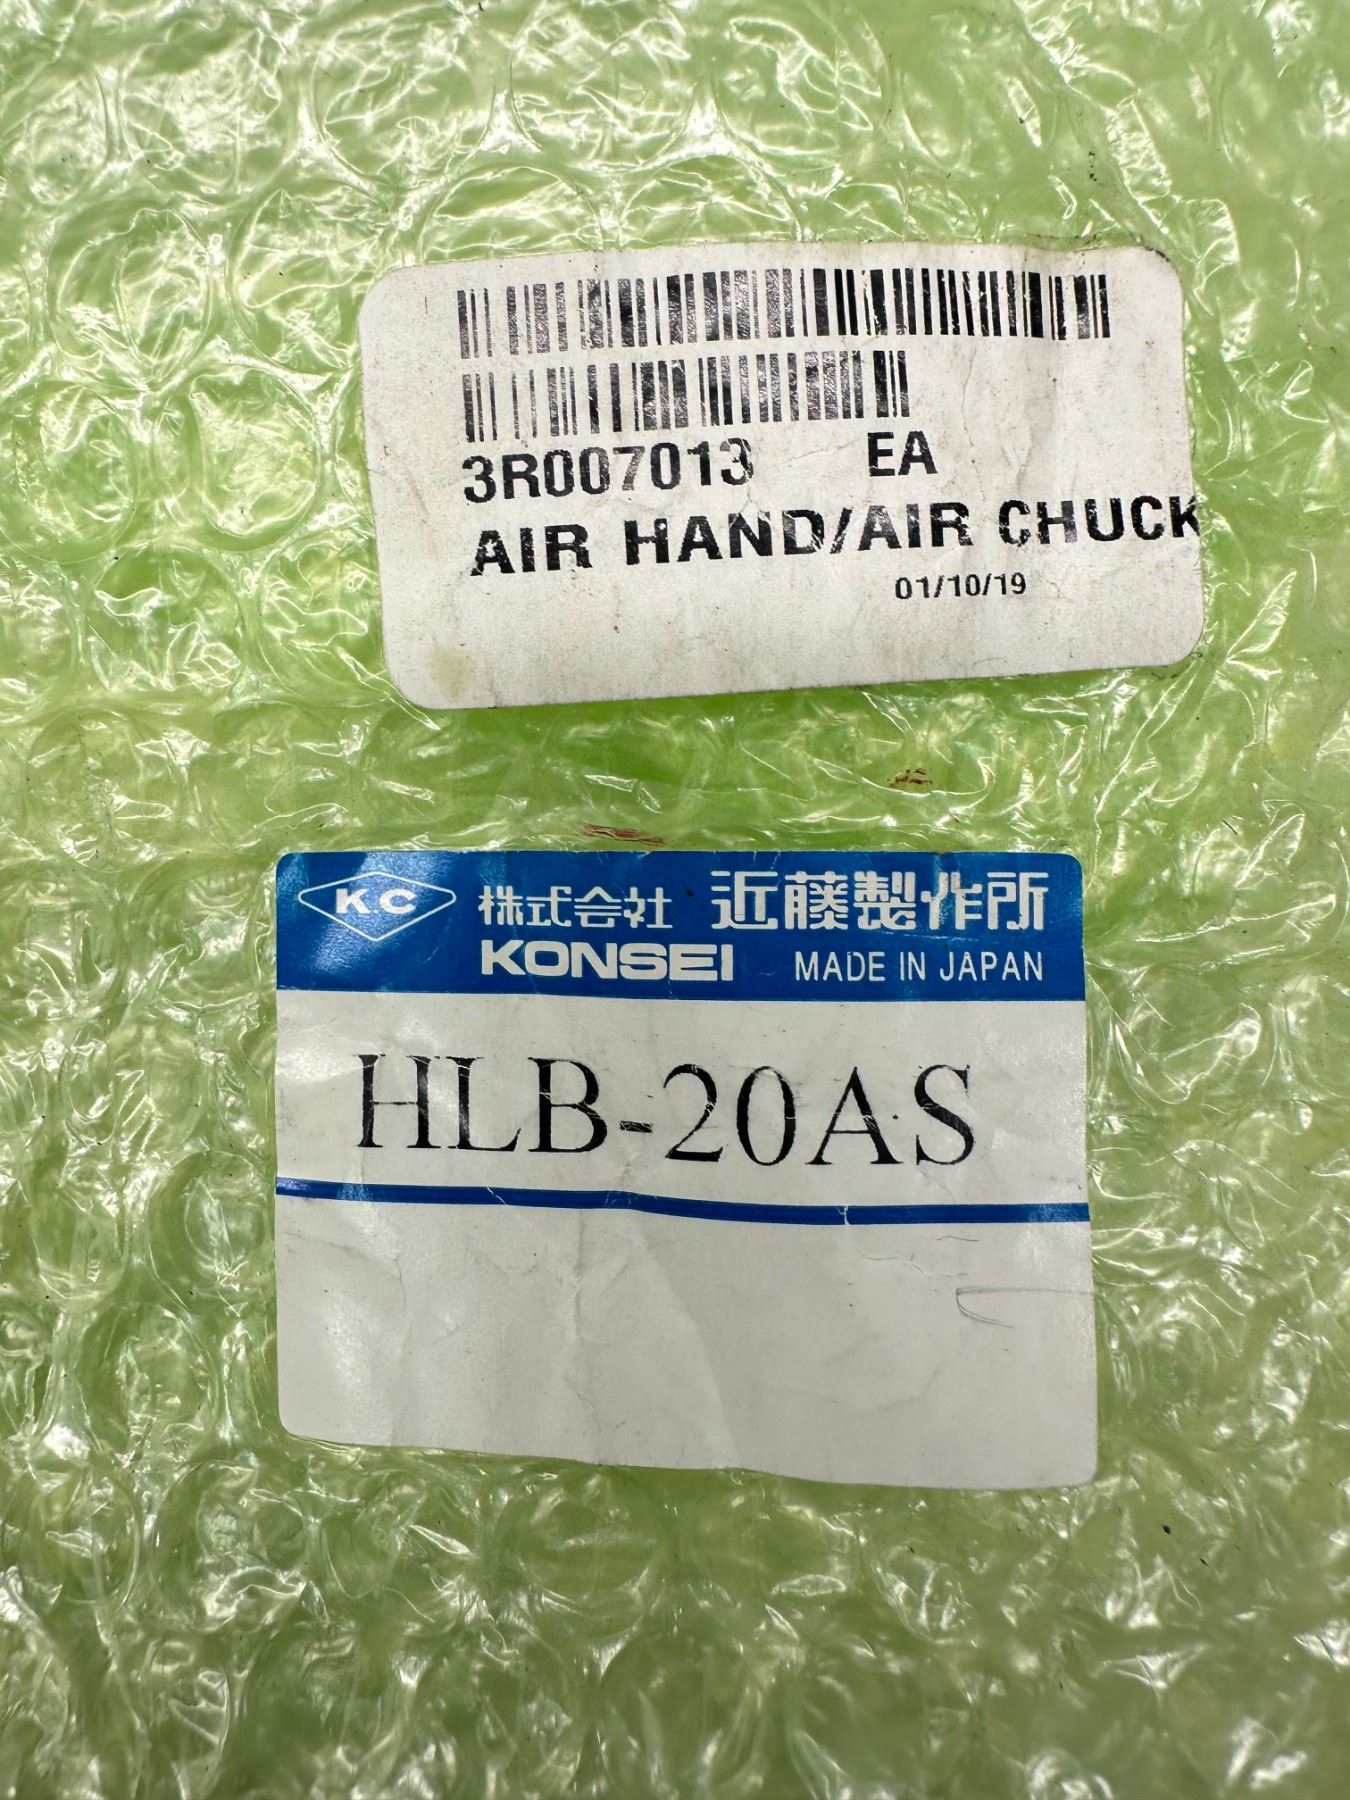 3R007013 EA
AIR HAND/AIR CHUCK
01/10/19
KC 株式会社 近藤製作所
KONSEI MADE IN JAPAN
HLB-20AS